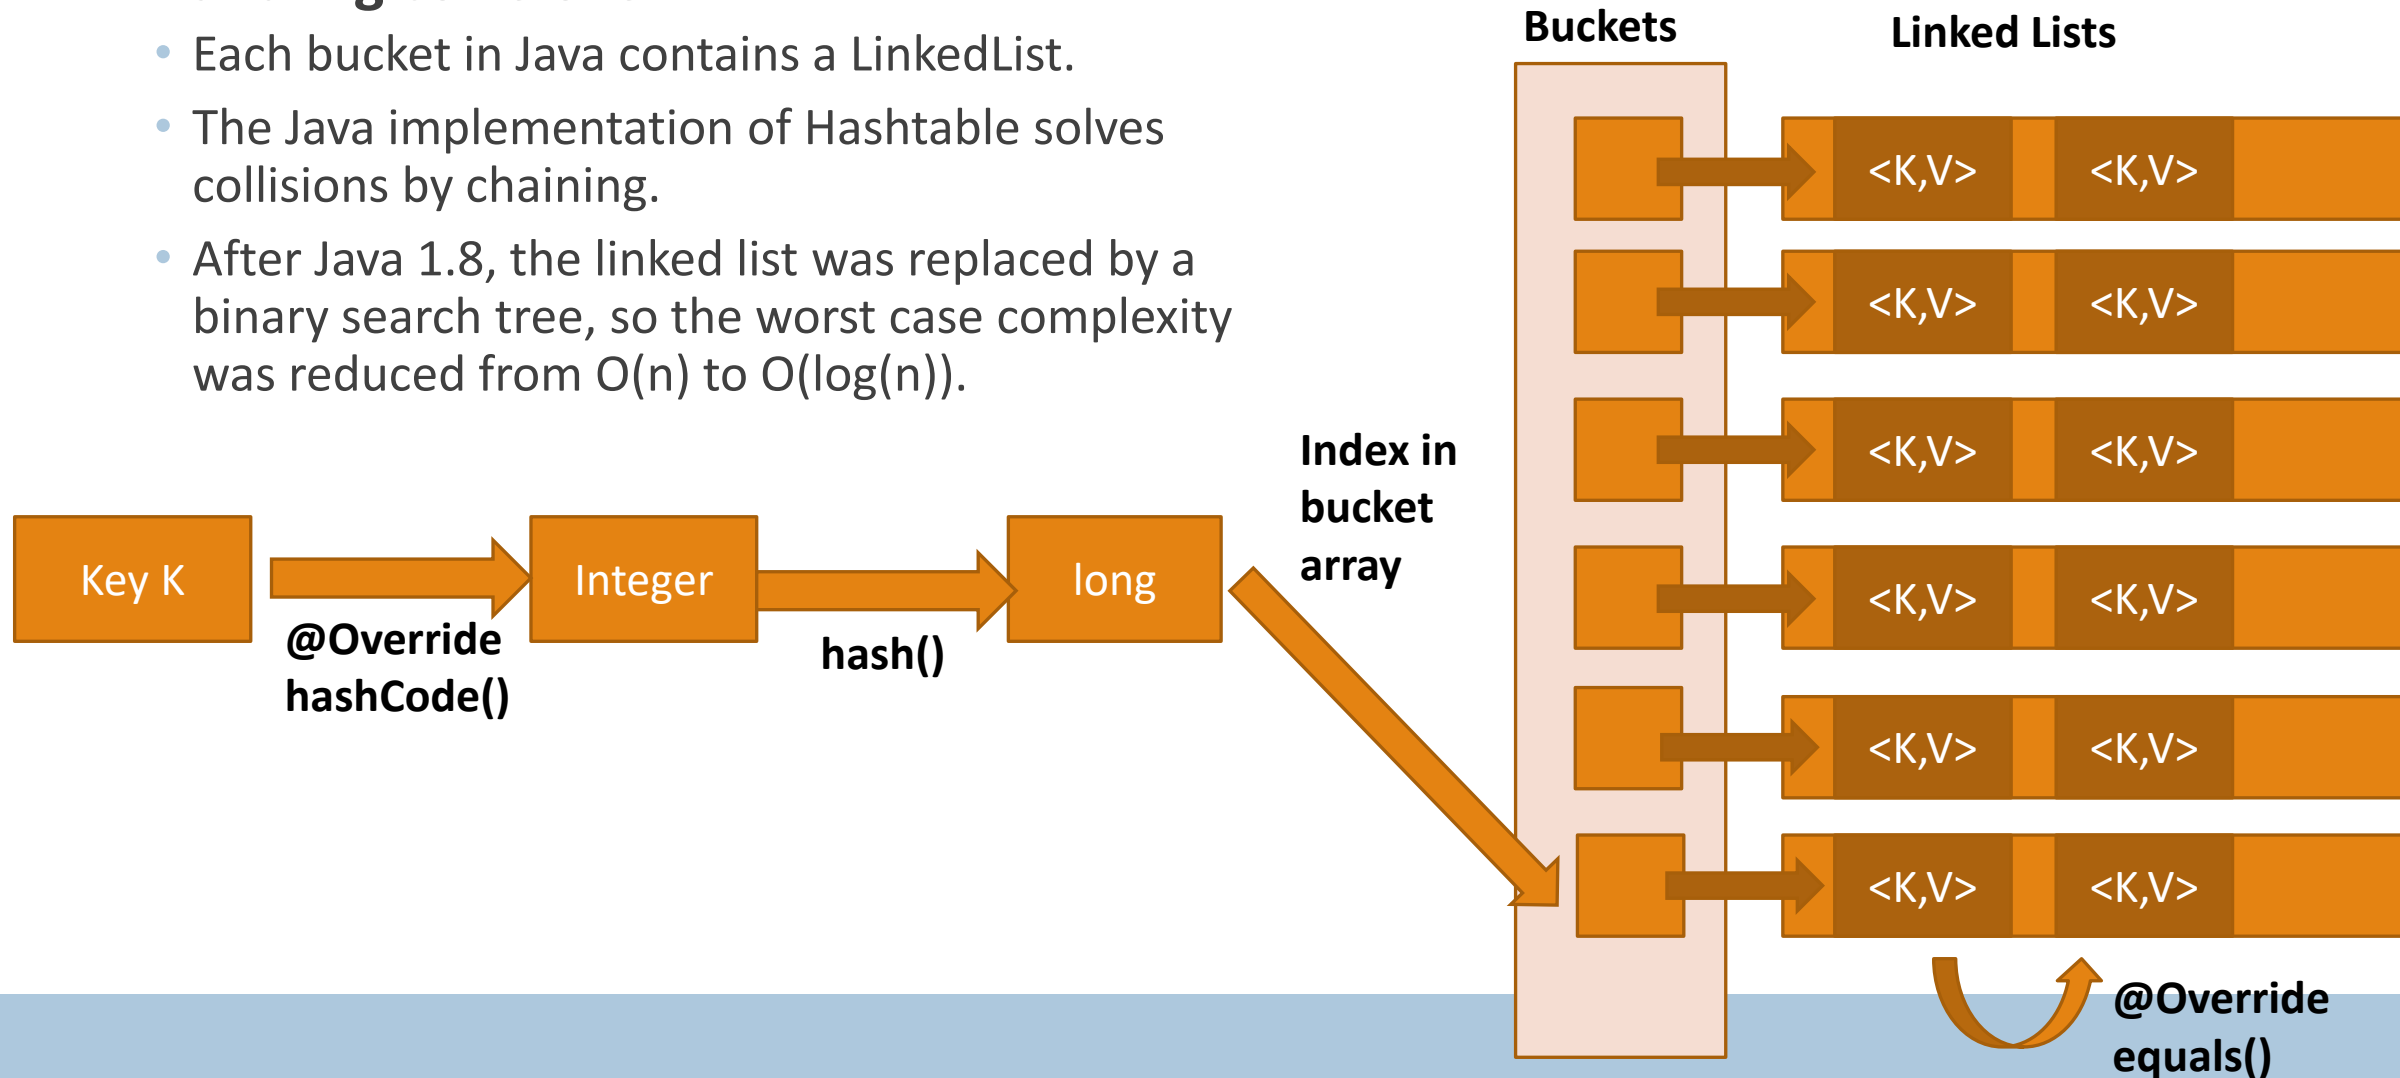 • Each bucket in Java contains a LinkedList.
• The Java implementation of Hashtable solves
collisions by chaining.
• After Java 1.8, the linked list was replaced by a
binary search tree, so the worst case complexity
was reduced from O(n) to O(log(n)).
Buckets
Linked Lists
<K,V> <K,V>
<K,V> <K,V>
<K,V> <K,V>
<K,V> <K,V>
<K,V> <K,V>
<K,V> <K,V>
Index in
bucket
array
Key K
@Override
hashCode()
Integer
hash()
long
@Override
equals()